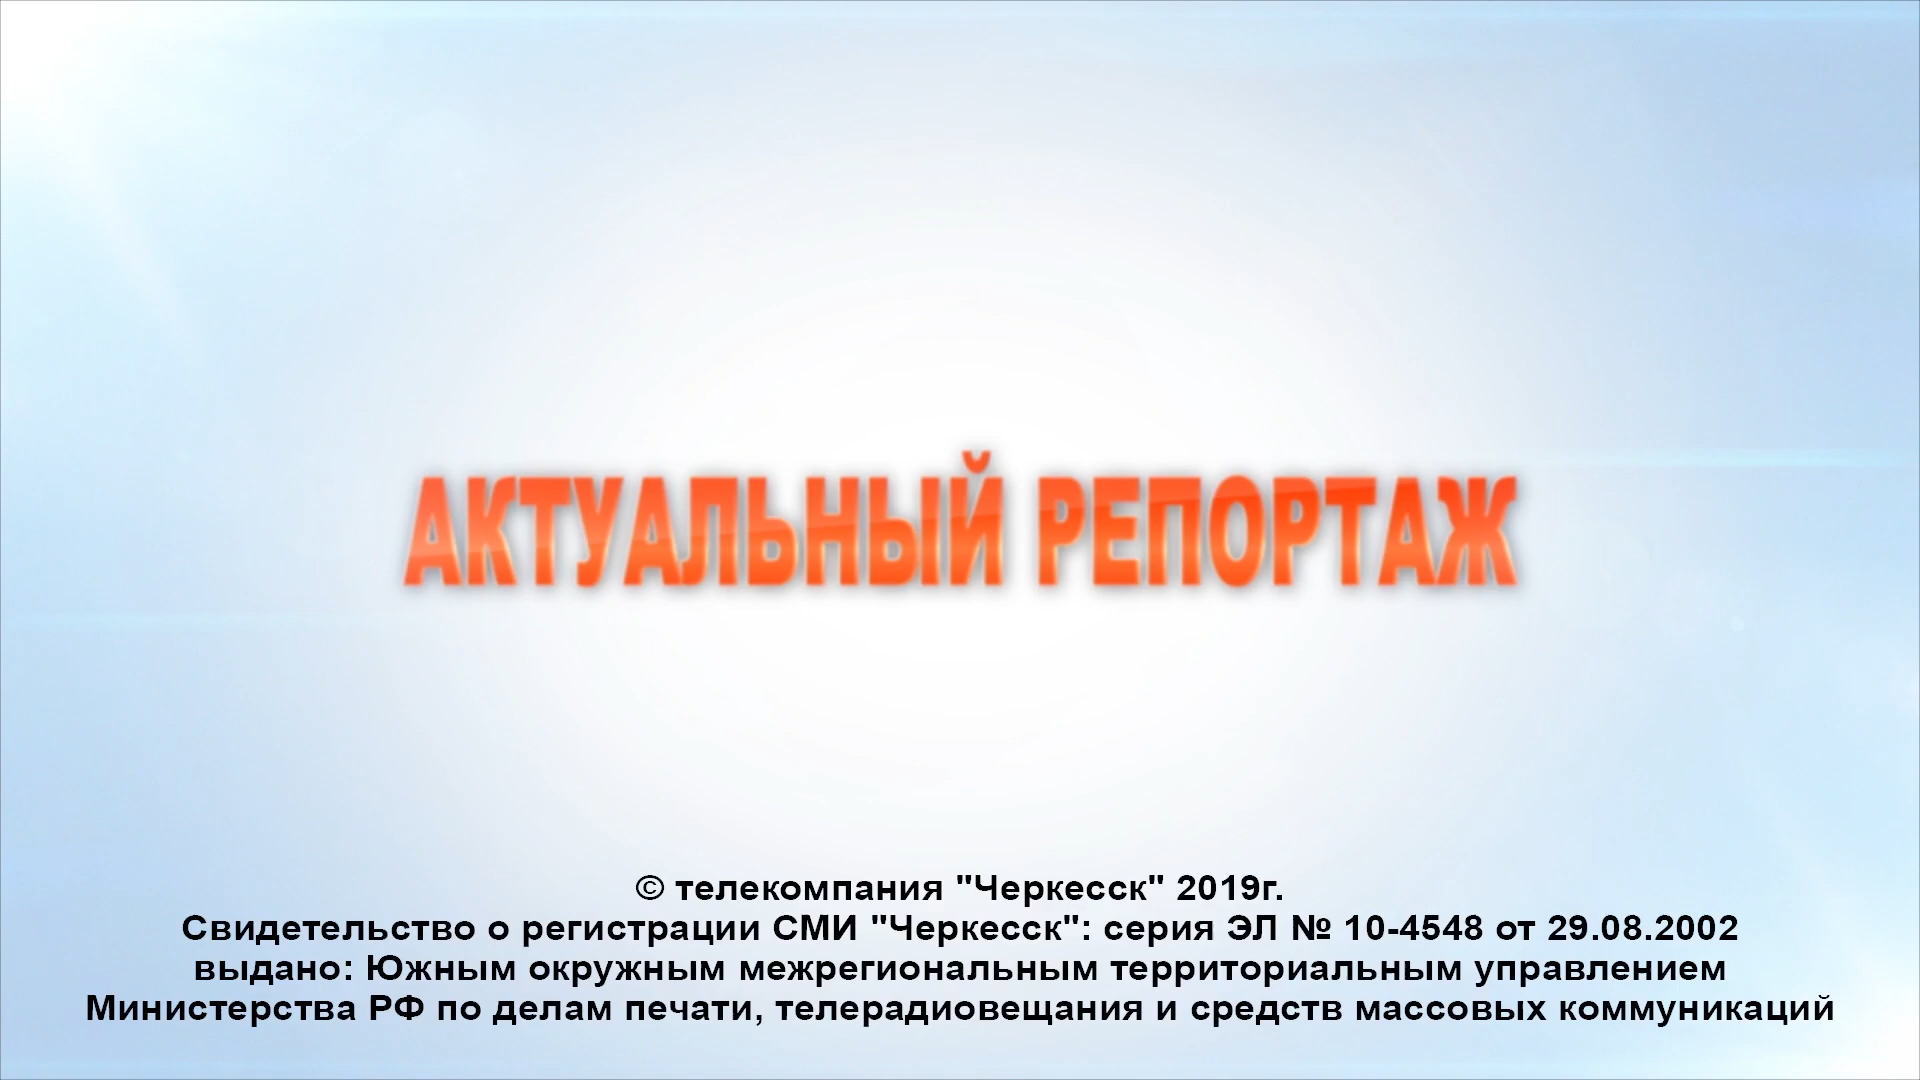 АКТУАЛЬНЫЙ РЕПОРТАЖ
© телекомпания "Черкесск" 2019г.
Свидетельство о регистрации СМИ "Черкесск": серия ЭЛ № 10-4548 от 29.08.2002
выдано: Южным окружным межрегиональным территориальным управлением
Министерства РФ по делам печати, телерадиовещания и средств массовых коммуникаций